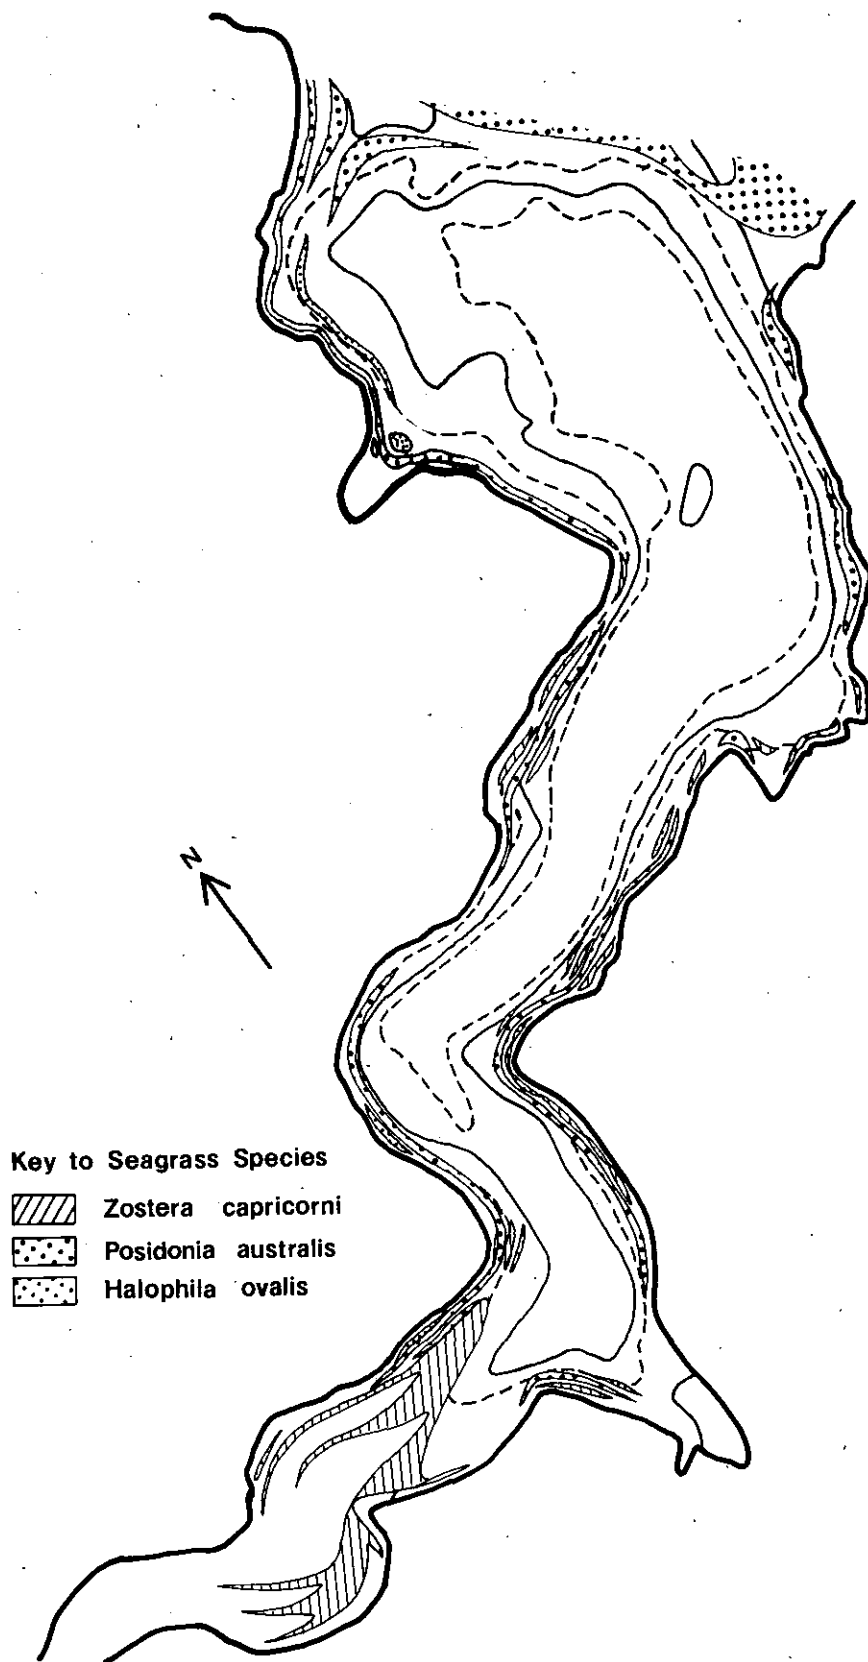 N
Key to Seagrass Species
Zostera capricorni
Posidonia australis
Halophila ovalis